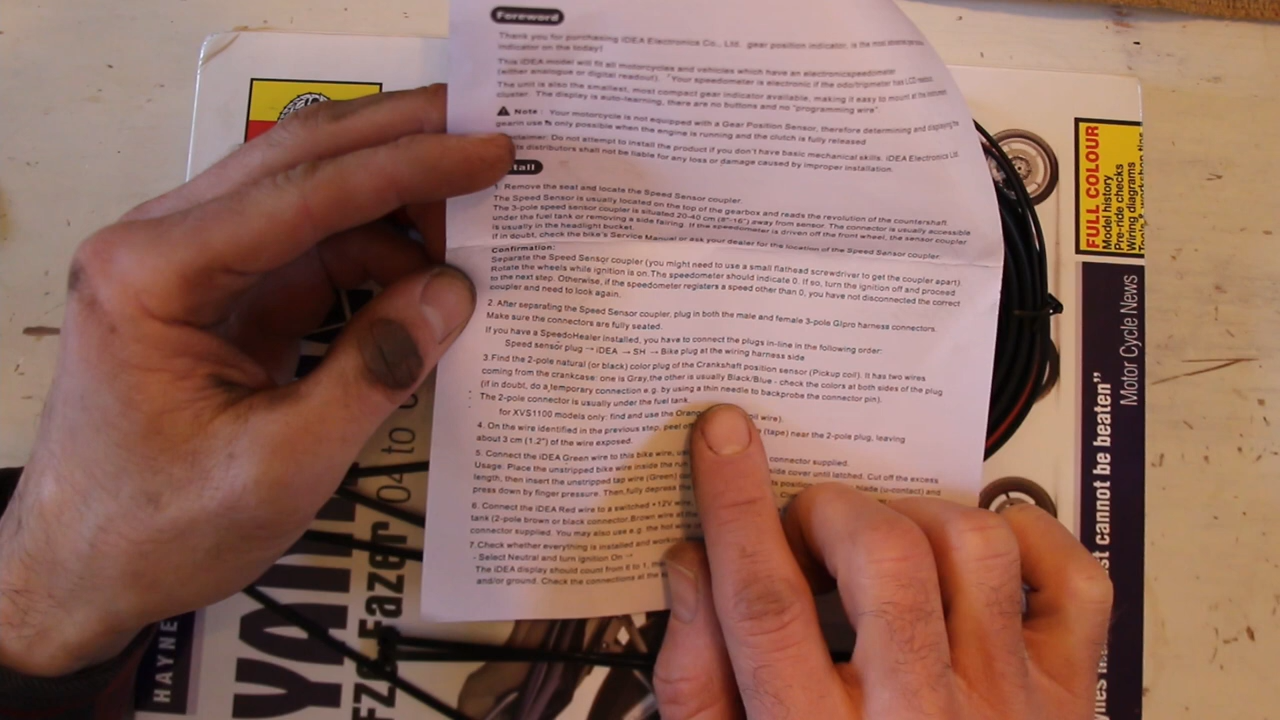 Foreword
Thank you for purchasing iDEA Electronics Co., Ltd. gear position indicator, is the most
indicator on the today!
This iDEA model will fit all motorcycles and vehicles which have an electronicspeedometer
(either analogue or digital readout). "Your speedometer is electronic if the odo/tripmeter has LCD
The unit is also the smallest, most compact gear indicator available, making it easy to mount
cluster. The display is auto-learning, there are no buttons and no "programming wire".
Note: Your motorcycle is not equipped with a Gear Position Sensor, therefore determining and displaying the
gearin use is only possible when the engine is running and the clutch is fully released
Do not attempt to install the product if you don't have basic mechanical skills. iDEA Electronics
distributors shall not be liable for any loss or damage caused by improper installation.
1. Remove the seat and locate the Speed Sensor coupler.
The Speed Sensor is usually located on the top of the gearbox and reads the revolution of the countershaft.
The 3-pole speed sensor coupler is situated 20-40 cm (8"-16") away from sensor. The connector is usually accessible
under the fuel tank or removing a side fairing. If the speedometer is driven off the front wheel, the sensor coupler
is usually in the headlight bucket.
If in doubt, check the bike's Service Manual or ask your dealer for the location of the Speed Sensor coupler.
Confirmation:
Separate the Speed Sensor coupler (you might need to use a small flathead screwdriver to get the coupler apart).
Rotate the wheels while ignition is on. The speedometer should indicate 0. If so, turn the ignition off and proceed
to the next step. Otherwise, if the speedometer registers a speed other than 0, you have not disconnected the correct
coupler and need to look again.
2. After separating the Speed Sensor coupler, plug in both the male and female 3-pole GIpro harness connectors.
Make sure the connectors are fully seated.
If you have a SpeedoHealer installed, you have to connect the plugs in-line in the following order:
Speed sensor plug → iDEA → SH → Bike plug at the wiring harness side
3.Find the 2-pole natural (or black) color plug of the Crankshaft position sensor (Pickup coil). It has two wires
coming from the crankcase: one is Gray,the other is usually Black/Blue - check the colors at both sides of the plug
(if in doubt, do a temporary connection e.g. by using a thin needle to backprobe the connector pin).
The 2-pole connector is usually under the fuel tank.
for XVS1100 models only: find and use the wire).
4. On the wire identified in the previous step, peel (tape) near the 2-pole plug, leaving
about 3 cm (1.2") of the wire exposed.
5. Connect the iDEA Green wire to this bike wire, connector supplied.
Usage. Place the unstripped bike wire inside the run side cover until latched. Cut off the excess
length, then insert the unstripped tap wire (Green) blade (u-contact) and
press down by finger pressure. Then,fully depress the
6. Connect the iDEA Red wire to a switched +12V wire
tank (2-pole brown or black connector.Brown wire at
connector supplied. You may also use e.g. the hot wire
7.Check whether everything is installed and working
- Select Neutral and turn ignition On
The iDEA display should count from 6 to 1,
and/or ground. Check the connections at the
HAYNE
FULL COLOUR
Model history
Pre-ride checks
Wiring diagrams
Motor Cycle News
cannot be beaten"
FZ6 Fazer
04 to